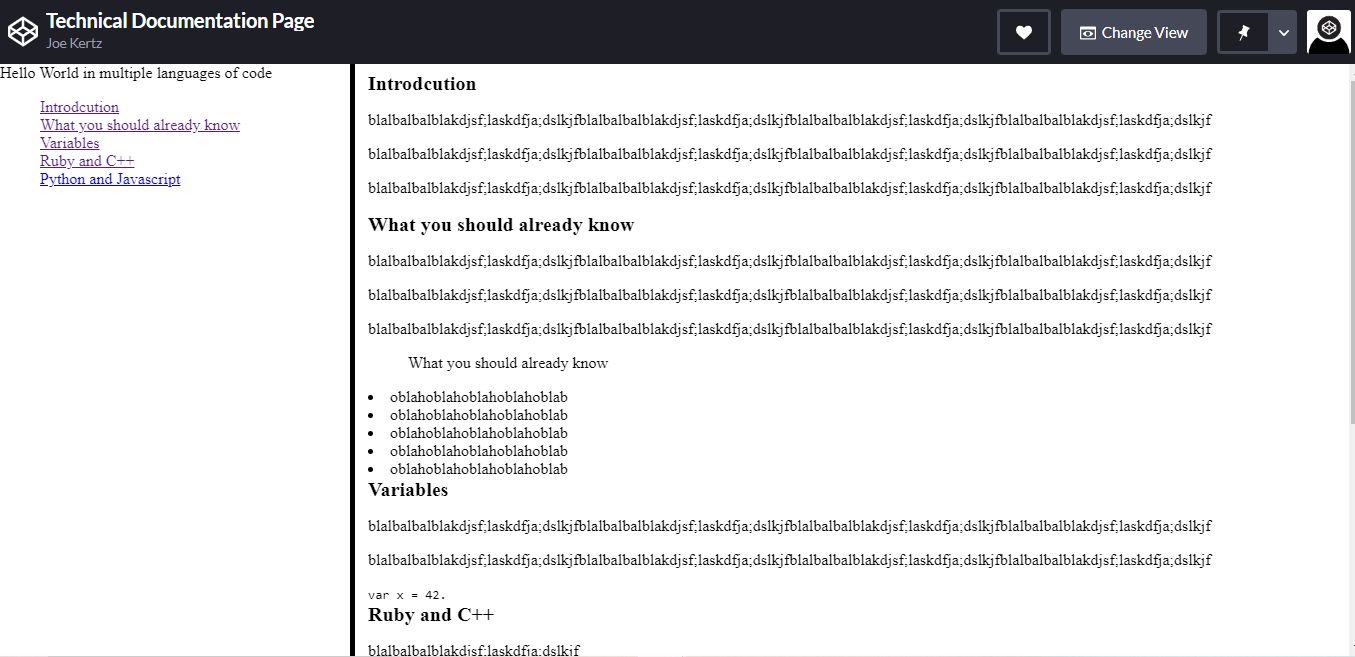 Technical Documentation Page
Joe Kertz
Change View
Hello World in multiple languages of code
Introdcution
What you should already know
Variables
Ruby and C++
Python and Javascript
Introdcution
blalbalbalblakdjsf;laskdfja;dslkjfblalbalbalblakdjsf;laskdfja;dslkjfblalbalbalblakdjsf;laskdfja;dslkjfblalbalbalblakdjsf;laskdfja;dslkjf
blalbalbalblakdjsf;laskdfja;dslkjfblalbalbalblakdjsf;laskdfja;dslkjfblalbalbalblakdjsf;laskdfja;dslkjfblalbalbalblakdjsf;laskdfja;dslkjf
blalbalbalblakdjsf;laskdfja;dslkjfblalbalbalblakdjsf;laskdfja;dslkjfblalbalbalblakdjsf;laskdfja;dslkjfblalbalbalblakdjsf;laskdfja;dslkjf
What you should already know
blalbalbalblakdjsf;laskdfja;dslkjfblalbalbalblakdjsf;laskdfja;dslkjfblalbalbalblakdjsf;laskdfja;dslkjfblalbalbalblakdjsf;laskdfja;dslkjf
blalbalbalblakdjsf;laskdfja;dslkjfblalbalbalblakdjsf;laskdfja;dslkjfblalbalbalblakdjsf;laskdfja;dslkjfblalbalbalblakdjsf;laskdfja;dslkjf
blalbalbalblakdjsf;laskdfja;dslkjfblalbalbalblakdjsf;laskdfja;dslkjfblalbalbalblakdjsf;laskdfja;dslkjfblalbalbalblakdjsf;laskdfja;dslkjf
What you should already know
oblahoblahoblahoblahoblab
oblahoblahoblahoblahoblab
oblahoblahoblahoblahoblab
oblahoblahoblahoblahoblab
oblahoblahoblahoblahoblab
Variables
blalbalbalblakdjsf;laskdfja;dslkjfblalbalbalblakdjsf;laskdfja;dslkjfblalbalbalblakdjsf;laskdfja;dslkjfblalbalbalblakdjsf;laskdfja;dslkjf
blalbalbalblakdjsf;laskdfja;dslkjfblalbalbalblakdjsf;laskdfja;dslkjfblalbalbalblakdjsf;laskdfja;dslkjfblalbalbalblakdjsf;laskdfja;dslkjf
var x = 42.
Ruby and C++
blalbalbalblakdjsf;laskdfja;dslkjf